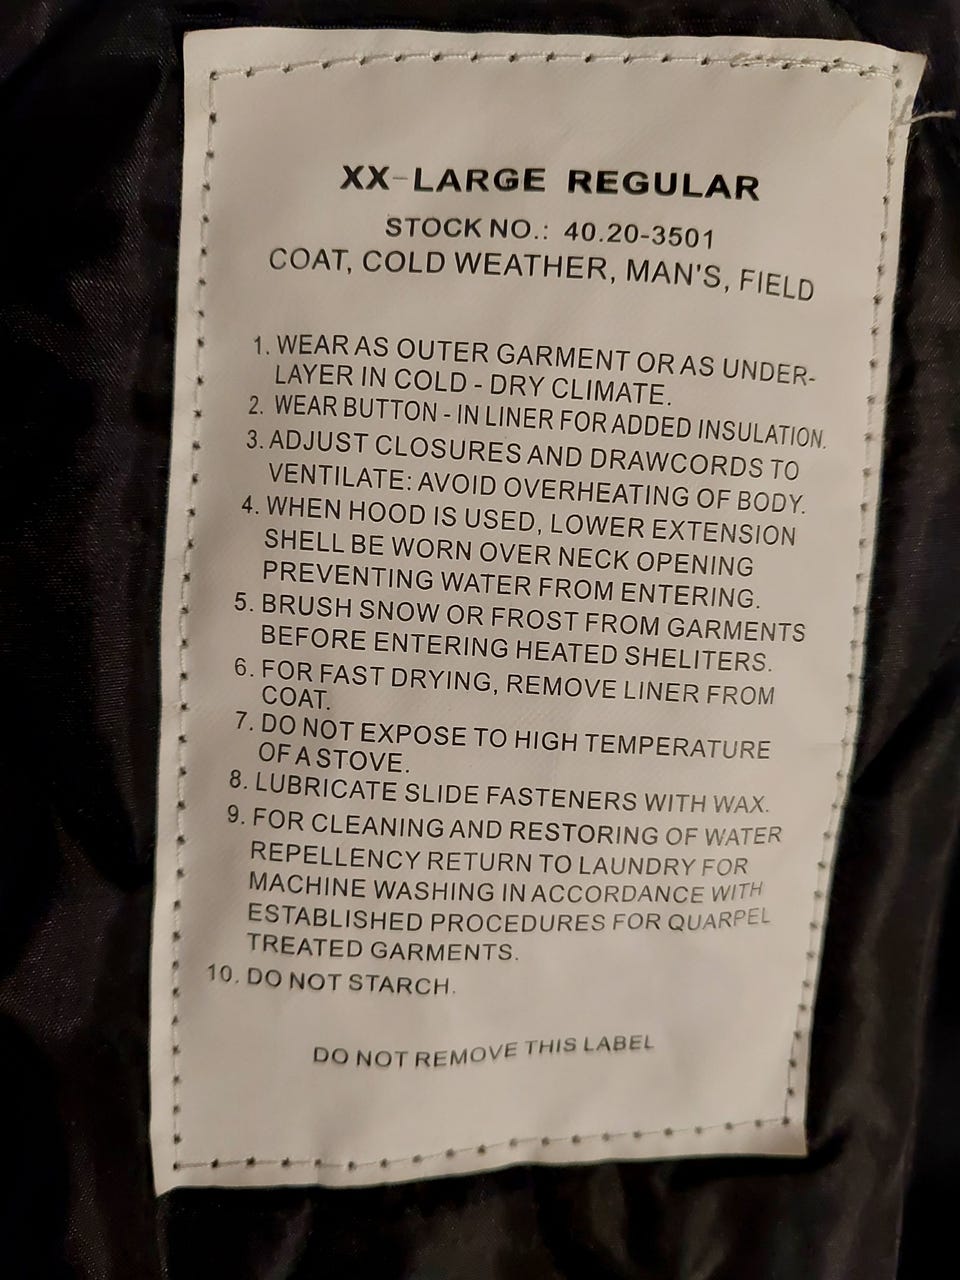 XX-LARGE REGULAR
STOCK NO.: 40.20-3501
COAT, COLD WEATHER, MAN'S, FIELD
1. WEAR AS OUTER GARMENT OR AS UNDER-
LAYER IN COLD - DRY CLIMATE.
2. WEAR BUTTON - IN LINER FOR ADDED INSULATION.
3. ADJUST CLOSURES AND DRAWCORDS TO
VENTILATE: AVOID OVERHEATING OF BODY.
4. WHEN HOOD IS USED, LOWER EXTENSION
SHELL BE WORN OVER NECK OPENING
PREVENTING WATER FROM ENTERING.
5. BRUSH SNOW OR FROST FROM GARMENTS
BEFORE ENTERING HEATED SHELITERS.
6. FOR FAST DRYING, REMOVE LINER FROM
COAT.
7. DO NOT EXPOSE TO HIGH TEMPERATURE
OF A STOVE.
8. LUBRICATE SLIDE FASTENERS WITH WAX.
9. FOR CLEANING AND RESTORING OF WATER
REPELLENCY RETURN TO LAUNDRY FOR
MACHINE WASHING IN ACCORDANCE WITH
ESTABLISHED PROCEDURES FOR QUARPEL
TREATED GARMENTS.
10. DO NOT STARCH.
DO NOT REMOVE THIS LABEL